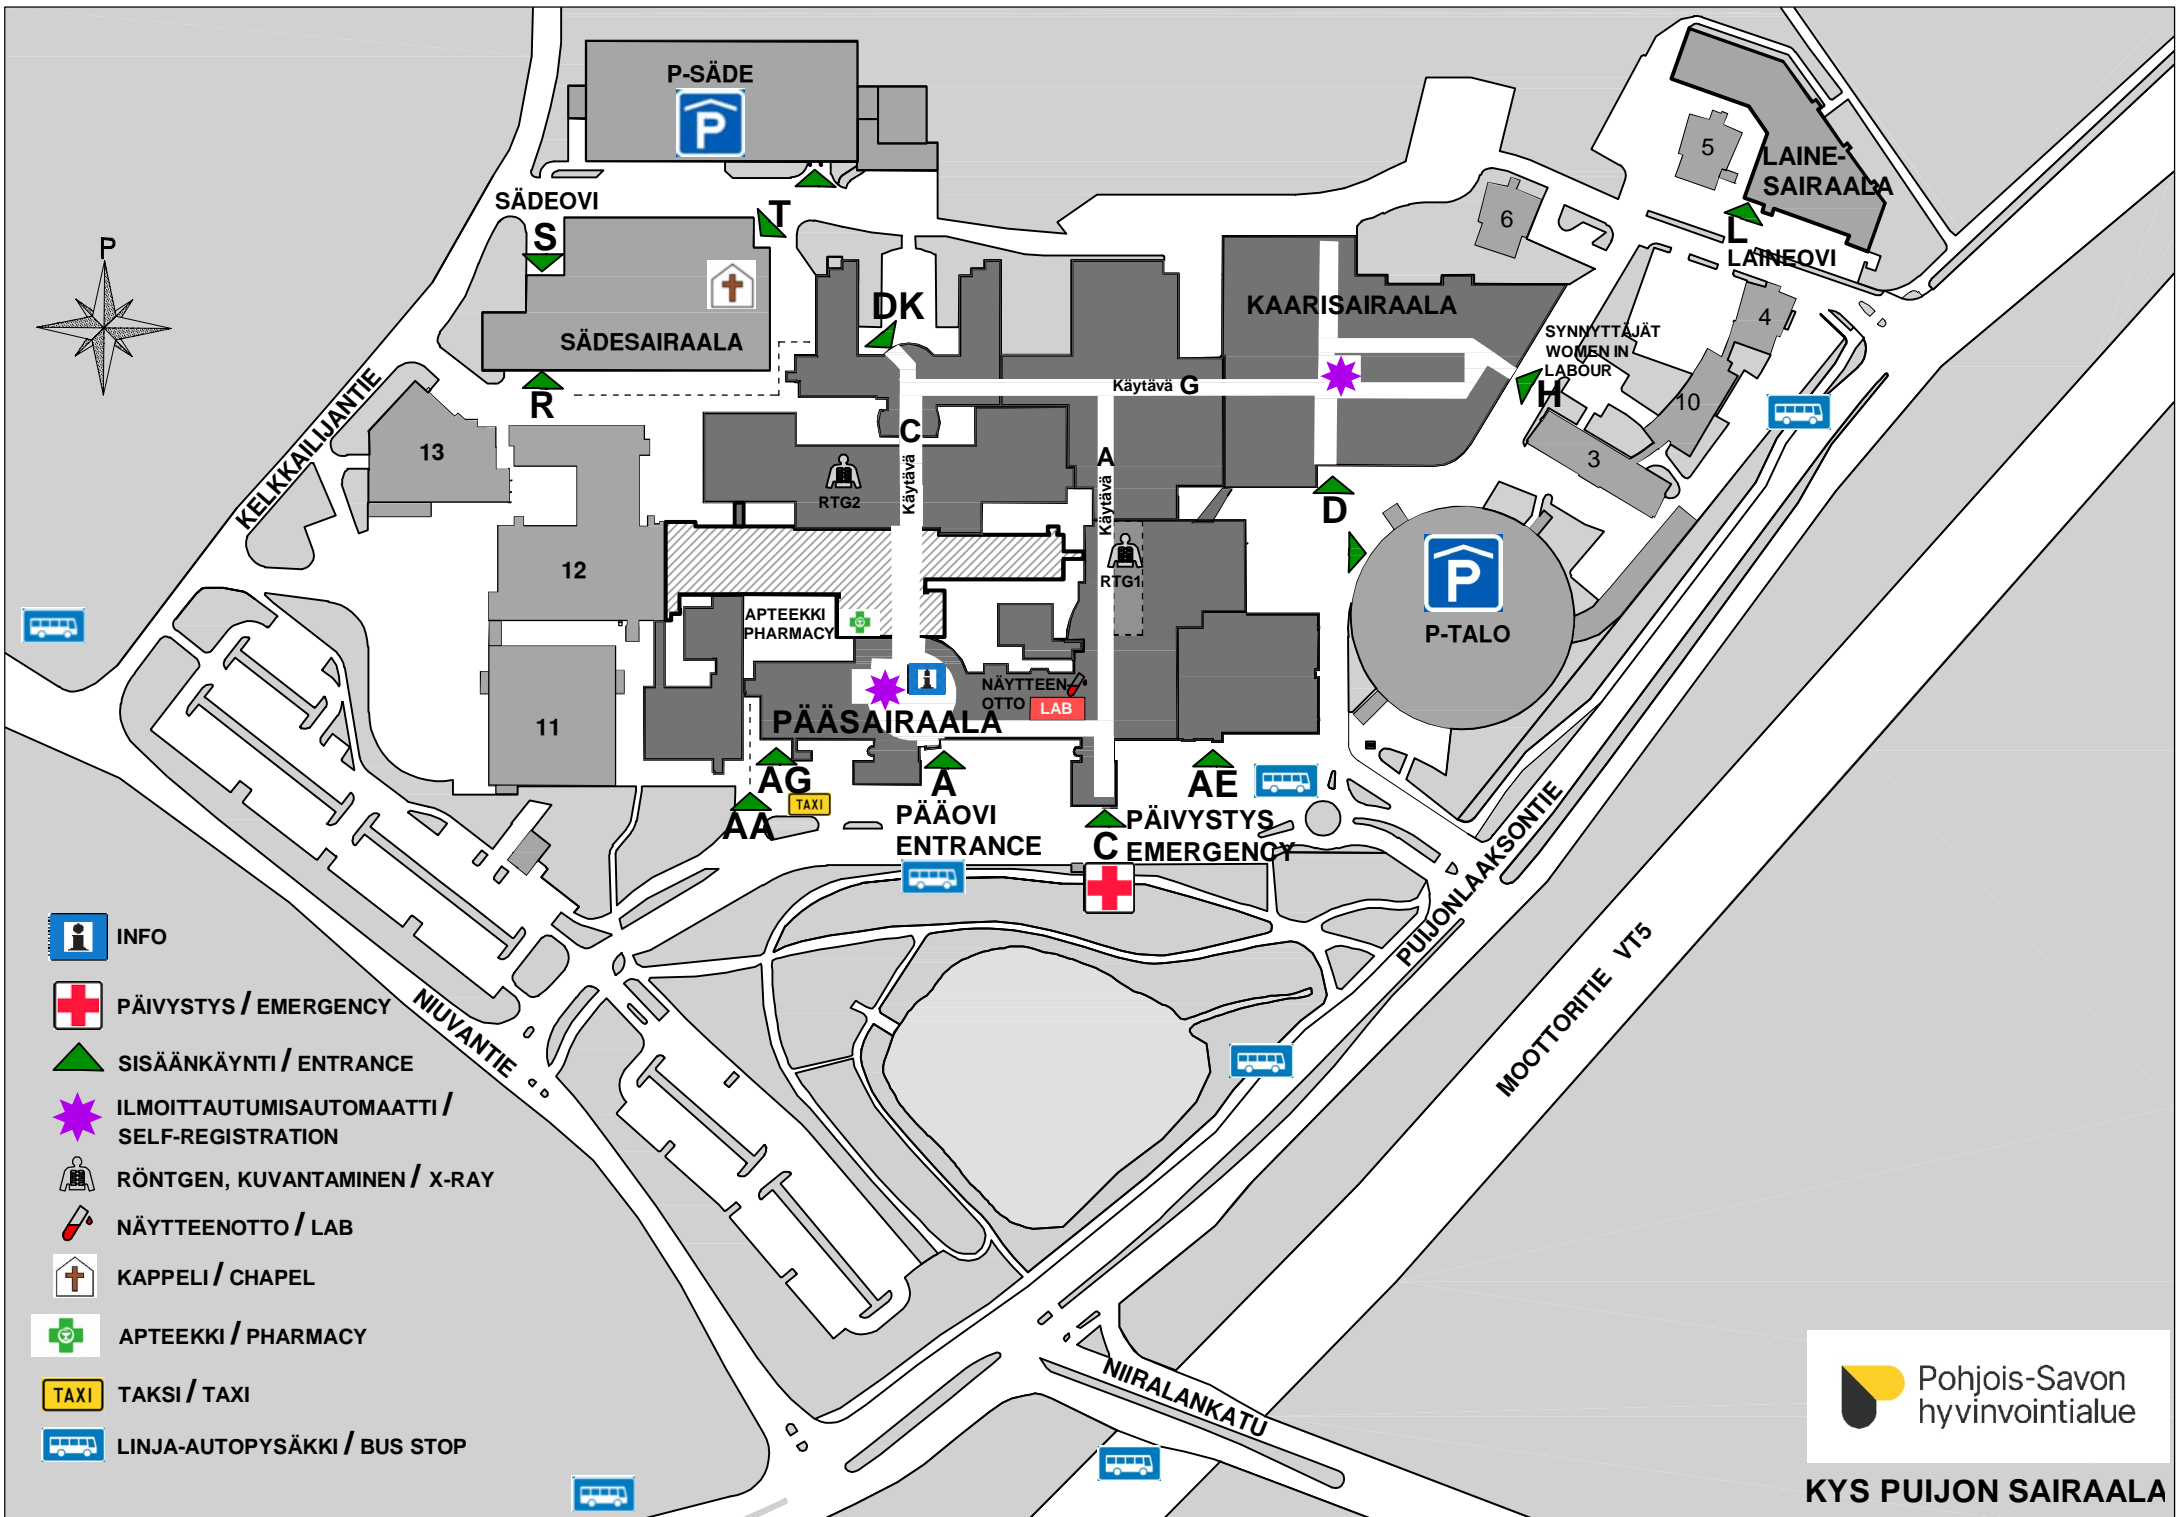 P-SÄDE
P
SÄDEOVI
S
T
P
SÄDESAIRAALA
R
DK
KAARISAIRAALA
5
LAINE-
SAIRAALA
6
L
LAINEOVI
4
SYNNYTTÄJÄT
WOMEN IN
LABOUR
H
10
3
Käytävä G
C
Käytävä
A
Käytävä
KELKKAILIJANTIE
13
12
11
RTG2
RTG1
D
P
P-TALO
APTEEKKI
PHARMACY
i
NÄYTTEEN-
OTTO
LAB
PÄÄSAIRAALA
AG
TAXI
AA
A
PÄÄOVI
ENTRANCE
AE
C
PÄIVYSTYS
EMERGENCY
PUIJONLAAKSONTIE
MOOTTORITIE VT5
NIUVANTIE
NIIRALANKATU
i INFO
PÄIVYSTYS / EMERGENCY
SISÄÄNKÄYNTI / ENTRANCE
ILMOITTAUTUMISAUTOMAATTI /
SELF-REGISTRATION
RÖNTGEN, KUVANTAMINEN / X-RAY
NÄYTTEENOTTO / LAB
KAPPELI / CHAPEL
APTEEKKI / PHARMACY
TAXI TAKSI / TAXI
LINJA-AUTOPYSÄKKI / BUS STOP
Pohjois-Savon
hyvinvointialue
KYS PUIJON SAIRAALA